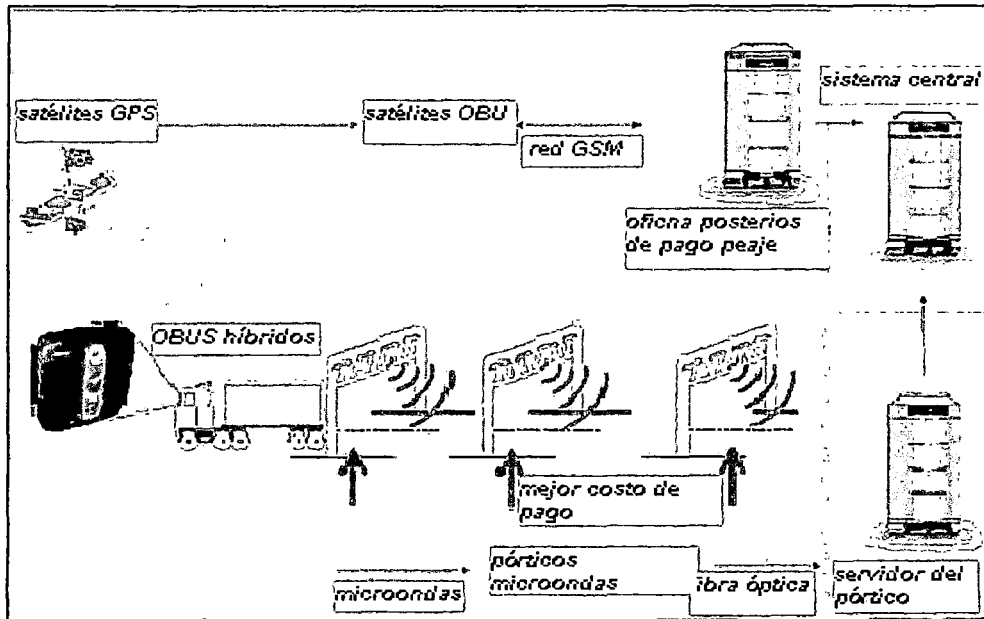 satélites GPS
satélites OBU
red GSM
sistema central
oficina posterios
de pago peaje
OBUS híbridos
mejor costo de
pago
microondas
pórticos
microondas
ibra óptica
servidor del
pórtico